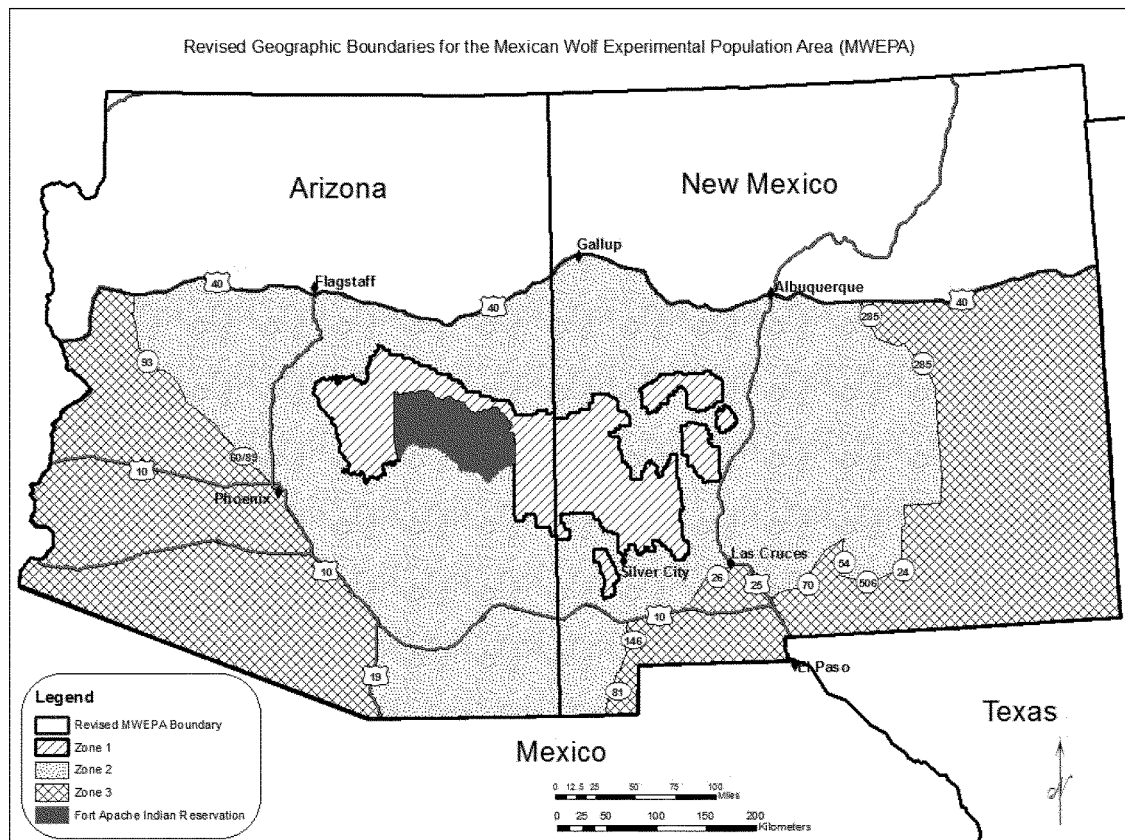 Revised Geographic Boundaries for the Mexican Wolf Experimental Population Area (MWEPA)
Arizona
New Mexico
Gallup
Flagstaff
Albuquerque
40
40
40
285
93
285
60/89
10
Phoenix
Silver City
Las Cruces
10
26
25
70
54
506
24
10
146
19
81
El Paso
Legend
Revised MWEPA Boundary
Zone 1
Zone 2
Zone 3
Fort Apache Indian Reservation
Mexico
Texas
0 12.5 25 50 75 100
Miles
0 25 50 100 150 200
Kilometers
N